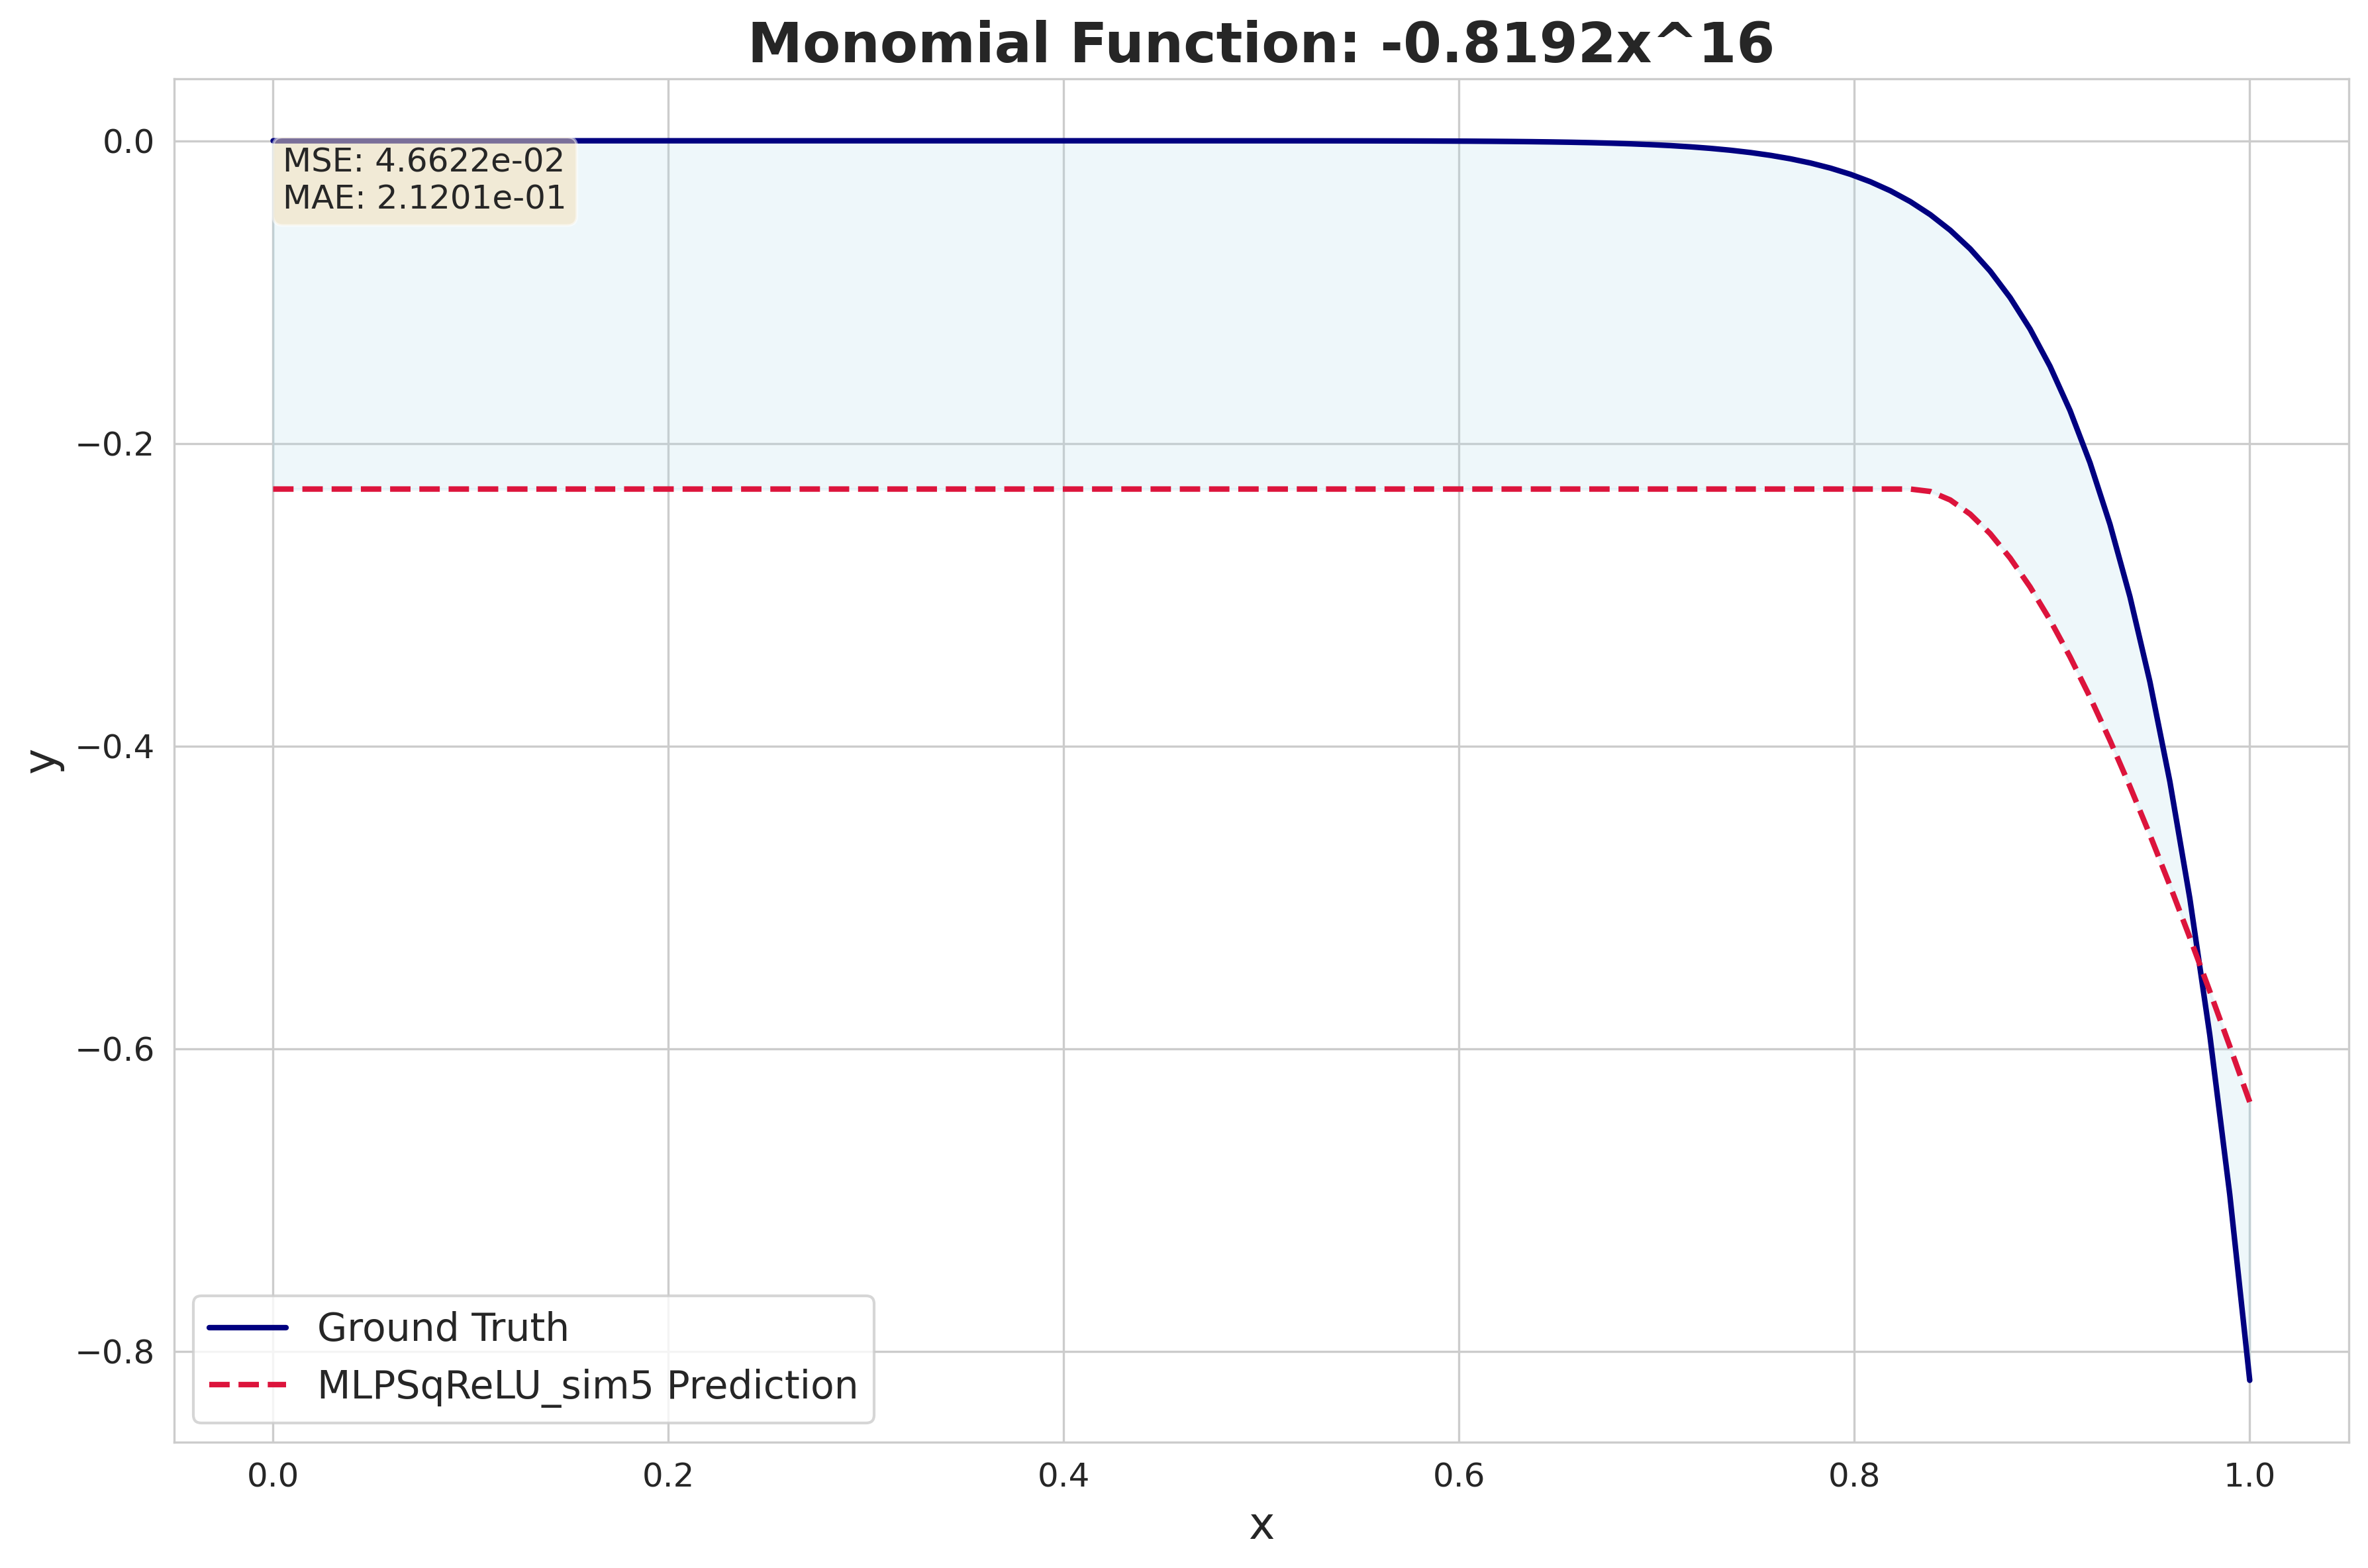 Monomial Function: -0.8192x^16
MSE: 4.6622e-02
MAE: 2.1201e-01
0.0
−0.2
−0.4
−0.6
−0.8
y
Ground Truth
MLPSqReLU_sim5 Prediction
0.0 0.2 0.4 0.6 0.8 1.0
x